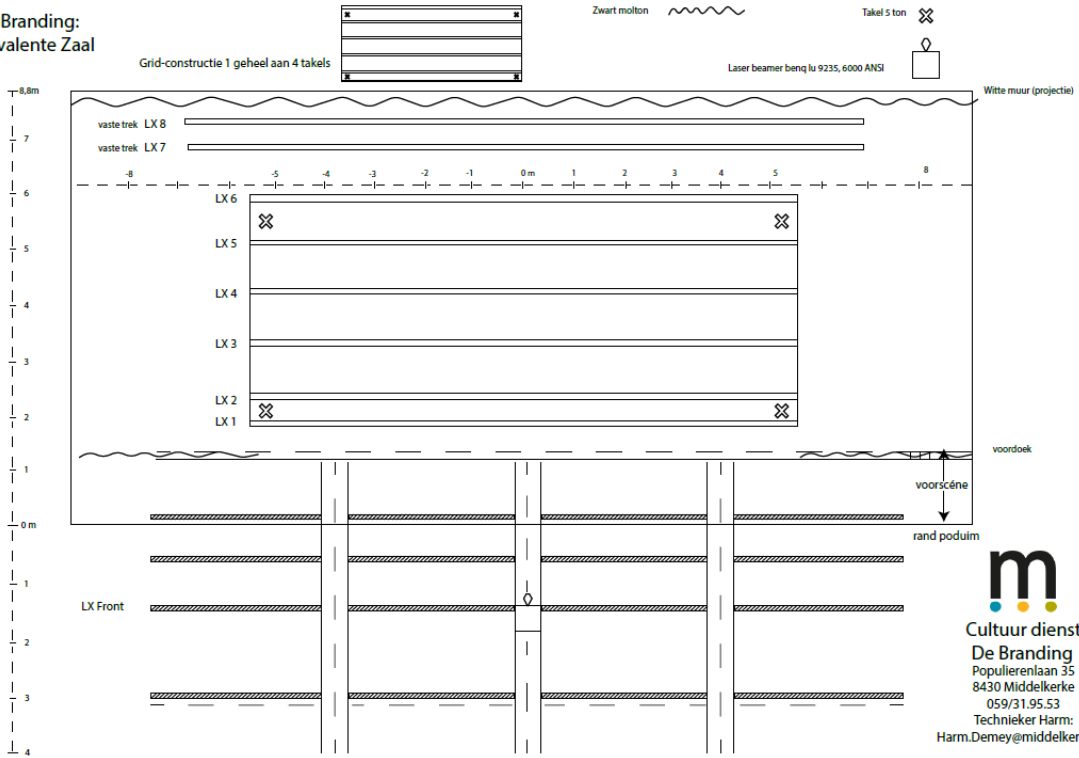 Branding:
valente Zaal
Zwart molton
Takel 5 ton
Grid-constructie 1 geheel aan 4 takels
Laser beamer benq lu 9235, 6000 ANSI
8,8m
Witte muur (projectie)
vaste trek LX 8
7
vaste trek LX 7
-8 -5 -4 -3 -2 -1 0 m 1 2 3 4 5 8
6
LX 6
5
LX 5
4
LX 4
3
LX 3
LX 2
2
LX 1
voordoek
1
voorscéne
0 m
rand poduim
1
LX Front
2
3
4
m
Cultuur dienst
De Branding
Populierenlaan 35
8430 Middelkerke
059/31.95.53
Technieker Harm:
Harm.Demey@middelker